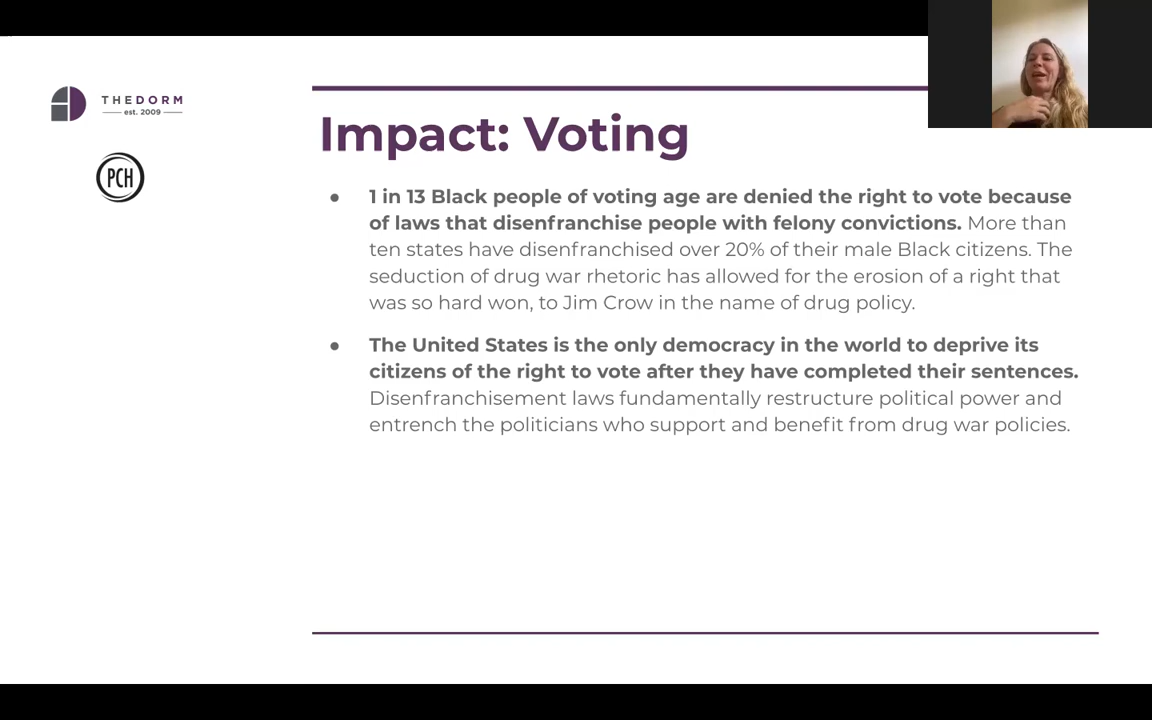 THEDORM
est. 2009
PCH
Impact: Voting
● 1 in 13 Black people of voting age are denied the right to vote because
of laws that disenfranchise people with felony convictions. More than
ten states have disenfranchised over 20% of their male Black citizens. The
seduction of drug war rhetoric has allowed for the erosion of a right that
was so hard won, to Jim Crow in the name of drug policy.
● The United States is the only democracy in the world to deprive its
citizens of the right to vote after they have completed their sentences.
Disenfranchisement laws fundamentally restructure political power and
entrench the politicians who support and benefit from drug war policies.